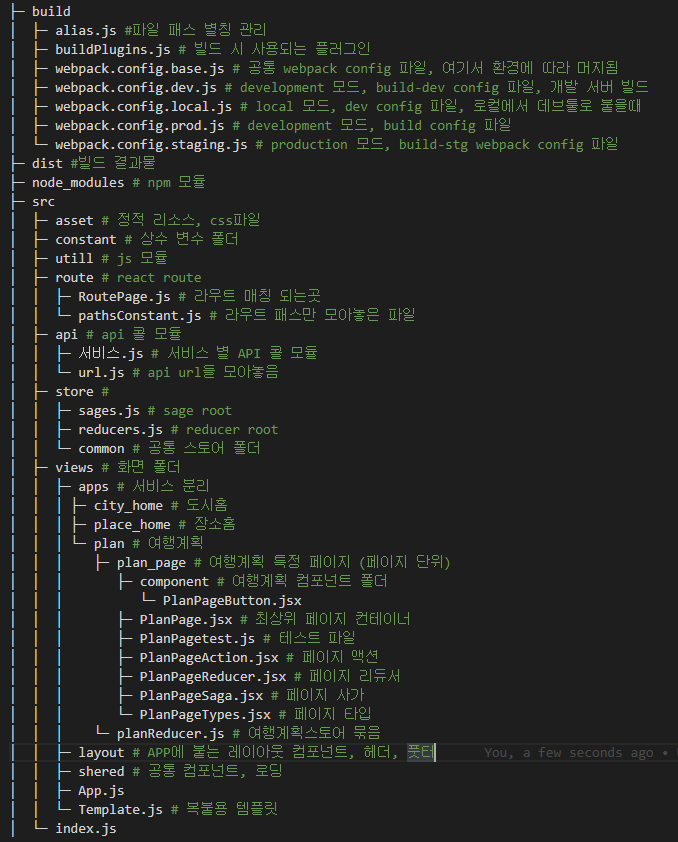 ├─ build
│  ├─ alias.js #파일 패스 별칭 관리
│  ├─ buildPlugins.js # 빌드 시 사용되는 플러그인
│  ├─ webpack.config.base.js # 공통 webpack config 파일, 여기서 환경에 따라 머지됨
│  ├─ webpack.config.dev.js # development 모드, build-dev config 파일, 개발 서버 빌드
│  ├─ webpack.config.local.js # local 모드, dev config 파일, 로컬에서 데브툴로 붙을때
│  ├─ webpack.config.prod.js # development 모드, build config 파일
│  └─ webpack.config.staging.js # production 모드, build-stg webpack config 파일
├─ dist #빌드 결과물
├─ node_modules # npm 모듈
├─ src
│  ├─ asset # 정적 리소스, css파일
│  ├─ constant # 상수 변수 폴더
│  ├─ utill # js 모듈
│  ├─ route # react route
│  │  ├─ RoutePage.js # 라우트 매칭 되는곳
│  │  └─ pathsConstant.js # 라우트 패스만 모아놓은 파일
│  ├─ api # api 콜 모듈
│  │  ├─ 서비스.js # 서비스 별 API 콜 모듈
│  │  └─ url.js # api url들 모아놓음
│  ├─ store #
│  │  ├─ sages.js # sage root
│  │  ├─ reducers.js # reducer root
│  │  └─ common # 공통 스토어 폴더
│  ├─ views # 화면 폴더
│  │  ├─ apps # 서비스 분리
│  │  │ ├─ city_home # 도시홈
│  │  │ ├─ place_home # 장소홈
│  │  │ └─ plan # 여행계획
│  │  │    ├─ plan_page # 여행계획 특정 페이지 (페이지 단위)
│  │  │    │  ├─ component # 여행계획 컴포넌트 폴더
│  │  │          └─ PlanPageButton.jsx
│  │  │       ├─ PlanPage.jsx # 최상위 페이지 컨테이너
│  │  │       ├─ PlanPagetest.js # 테스트 파일
│  │  │       ├─ PlanPageAction.jsx # 페이지 액션
│  │  │       ├─ PlanPageReducer.jsx # 페이지 리듀서
│  │  │       ├─ PlanPageSaga.jsx # 페이지 사가
│  │  │       └─ PlanPageTypes.jsx # 페이지 타입
│  │  │    └─ planReducer.js # 여행계획스토어 묶음
│  │  ├─ layout # APP에 붙는 레이아웃 컴포넌트, 헤더, 풋터 You, a few seconds ago •
│  │  ├─ shered # 공통 컴포넌트, 로딩
│  │  ├─ App.js
│  │  └─ Template.js # 복붙용 템플릿
│  └─ index.js